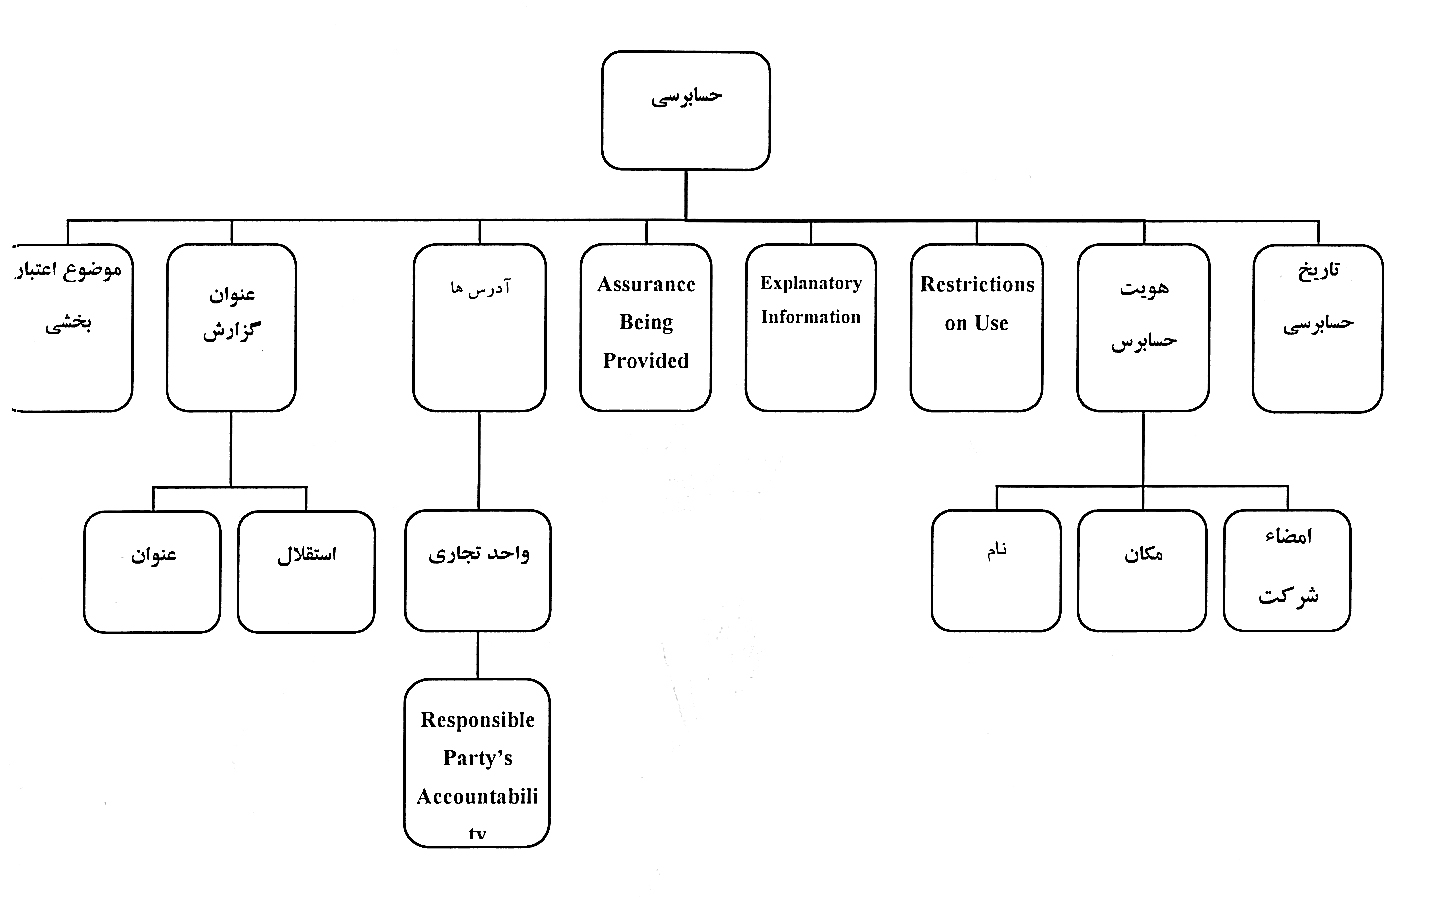 حسابرسی
موضوع اعتبار
بخشی
عنوان
گزارش
آدرس ها
Assurance
Being
Provided
Explanatory
Information
Restrictions
on Use
هویت
حسابرس
تاریخ
حسابرسی
عنوان
استقلال
واحد تجاری
نام
مکان
امضاء
شرکت
Responsible
Party's
Accountabili
ty